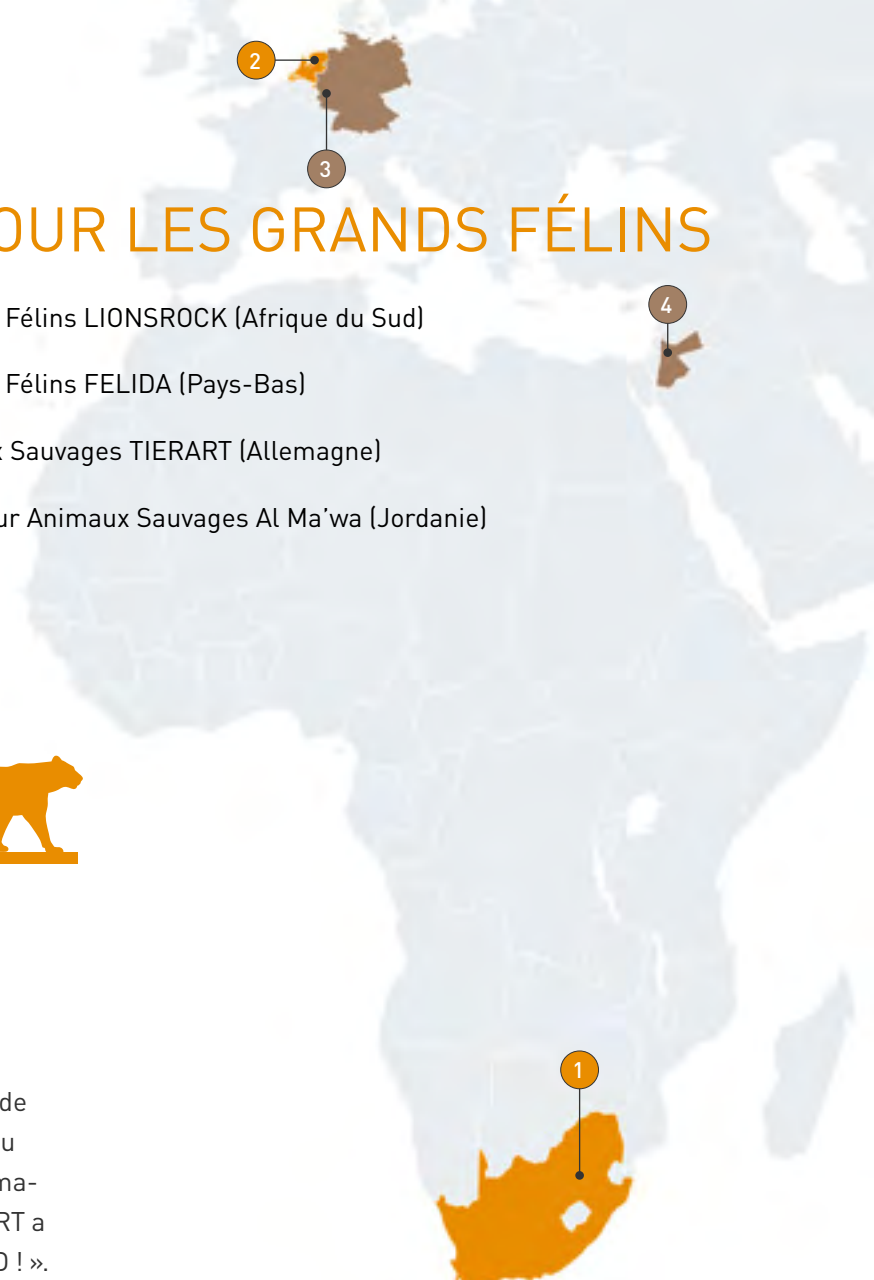 2
3
OUR LES GRANDS FÉLINS
Félins LIONSROCK (Afrique du Sud)
4
Félins FELIDA (Pays-Bas)
x Sauvages TIERART (Allemagne)
ur Animaux Sauvages Al Ma’wa (Jordanie)
1
de
u
ma-
RT a
O ! ».